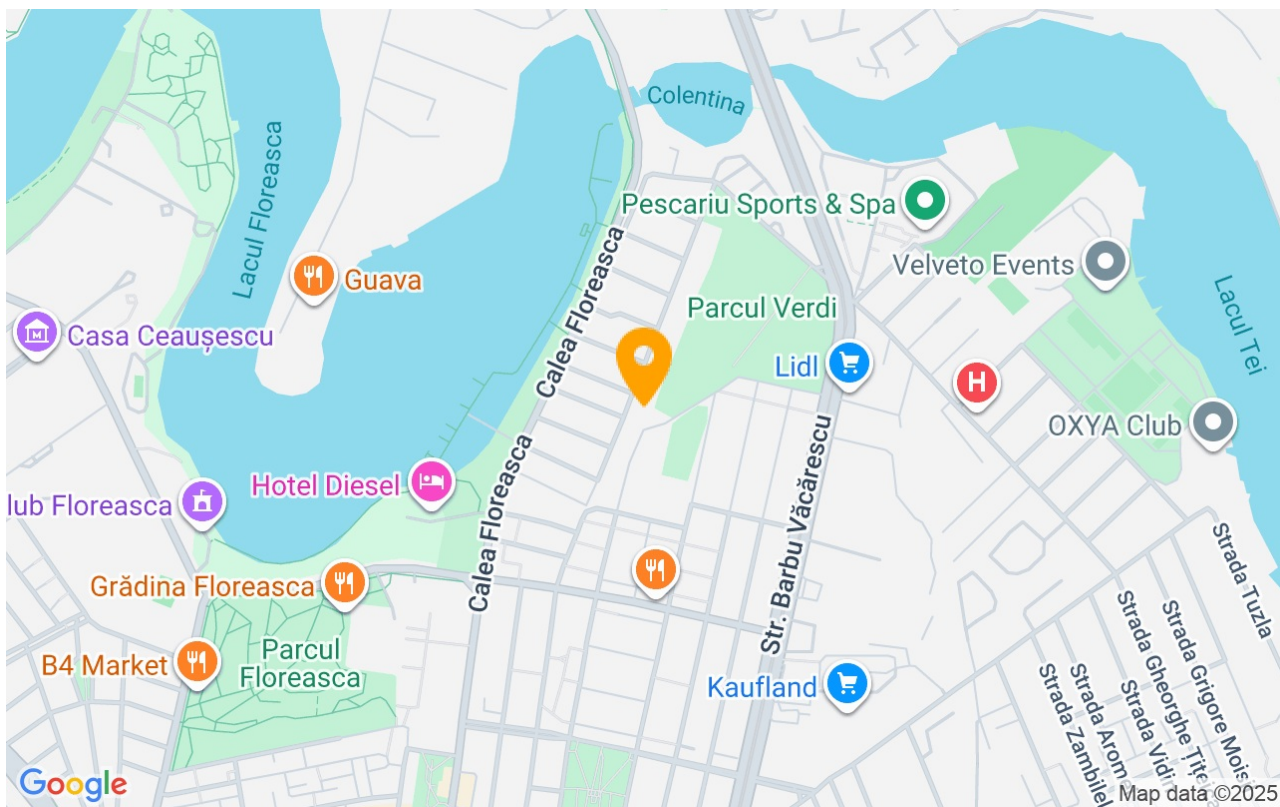 Colentina
Lacul Floreasca
Pescariu Sports & Spa
Calea Floreasca
Velveto Events
Guava
Lacul Tei
Parcul Verdi
Casa Ceaușescu
Lidl
H
OXYA Club
Calea Floreasca
Str. Barbu Văcărescu
Hotel Diesel
lub Floreasca
Strada Tuzla
Grădina Floreasca
Strada Grigore Mois
Strada Gheorghe Țiței
B4 Market
Parcul
Floreasca
Kaufland
Strada Vidi
Strada Arom
Strada Zambile
Google
Map data ©2025